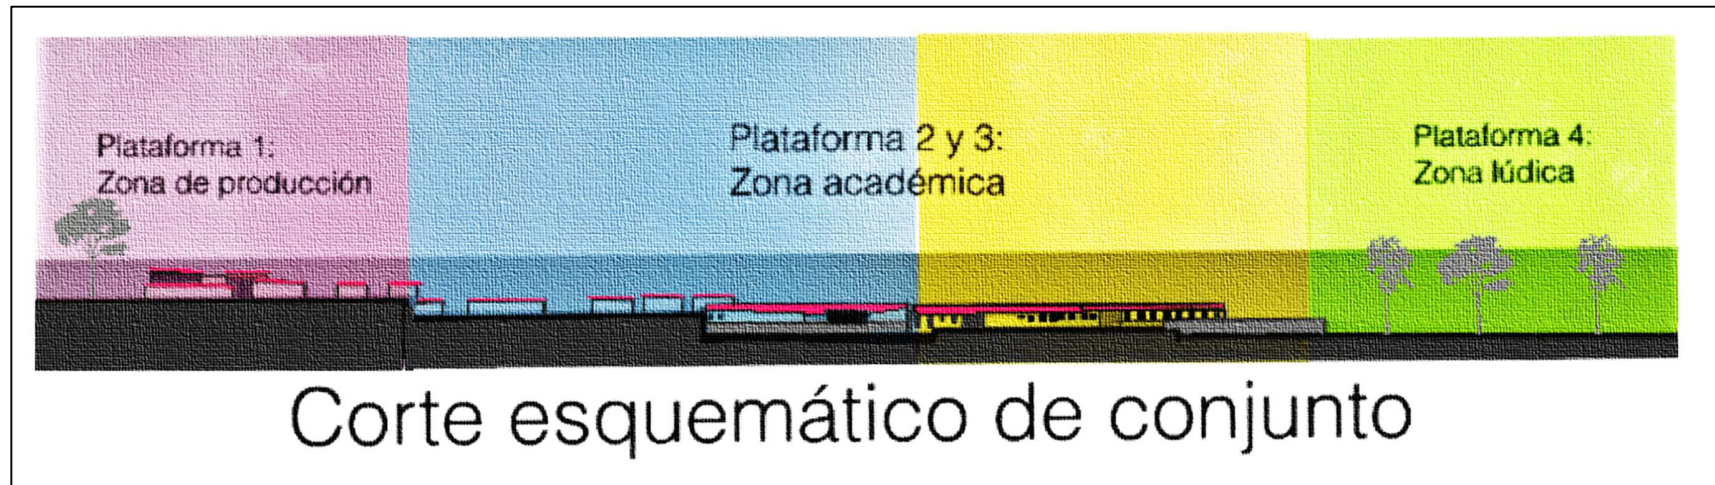 Plataforma 1:
Zona de producción
Plataforma 2 y 3:
Zona académica
Plataforma 4:
Zona lúdica
Corte esquemático de conjunto